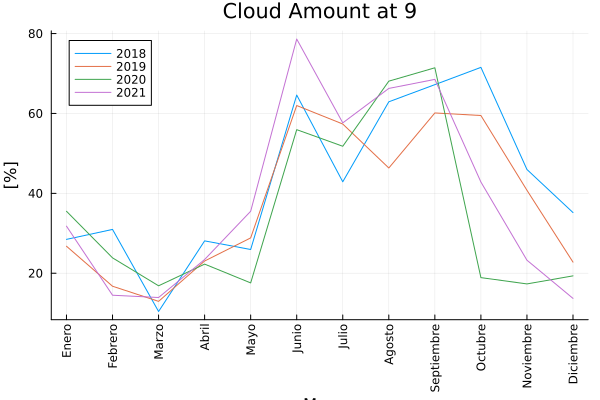 Cloud Amount at 9
80
60
40
20
[%]
2018
2019
2020
2021
Enero
Febrero
Marzo
Abril
Mayo
Junio
Julio
Agosto
Septiembre
Octubre
Noviembre
Diciembre